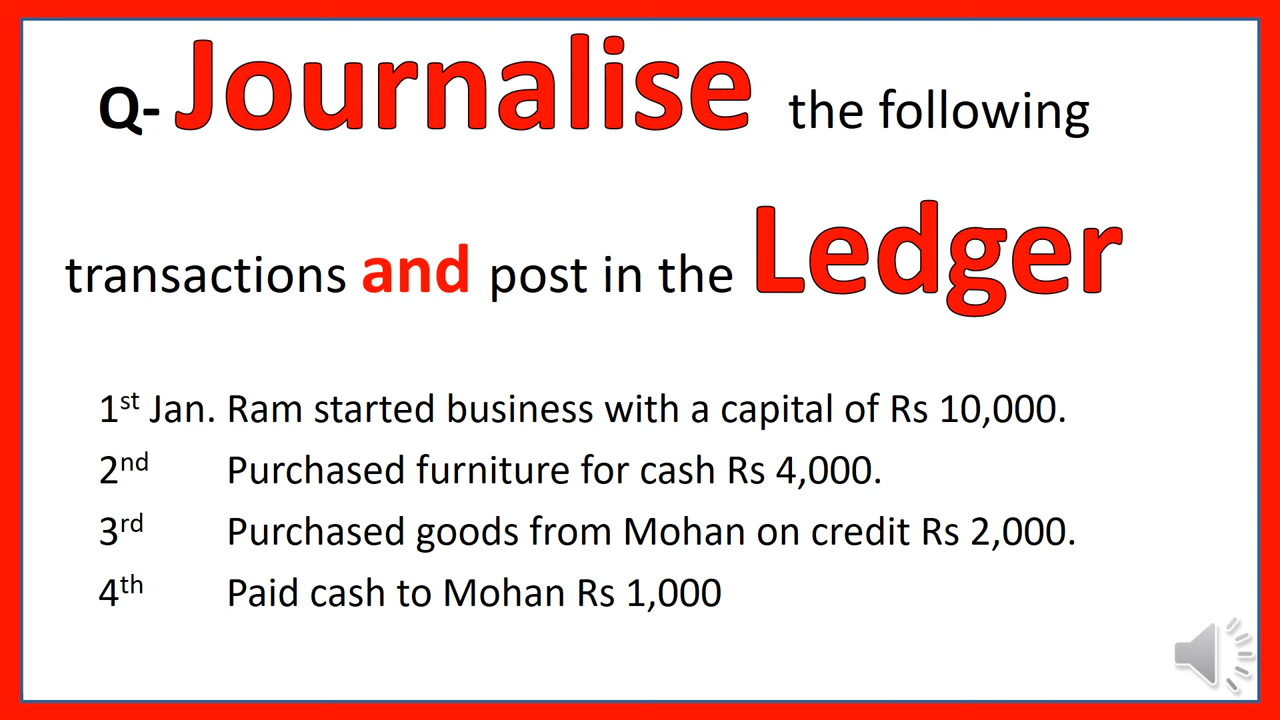 Q- Journalise the following
transactions and post in the Ledger
1st Jan. Ram started business with a capital of Rs 10,000.
2nd Purchased furniture for cash Rs 4,000.
3rd Purchased goods from Mohan on credit Rs 2,000.
4th Paid cash to Mohan Rs 1,000